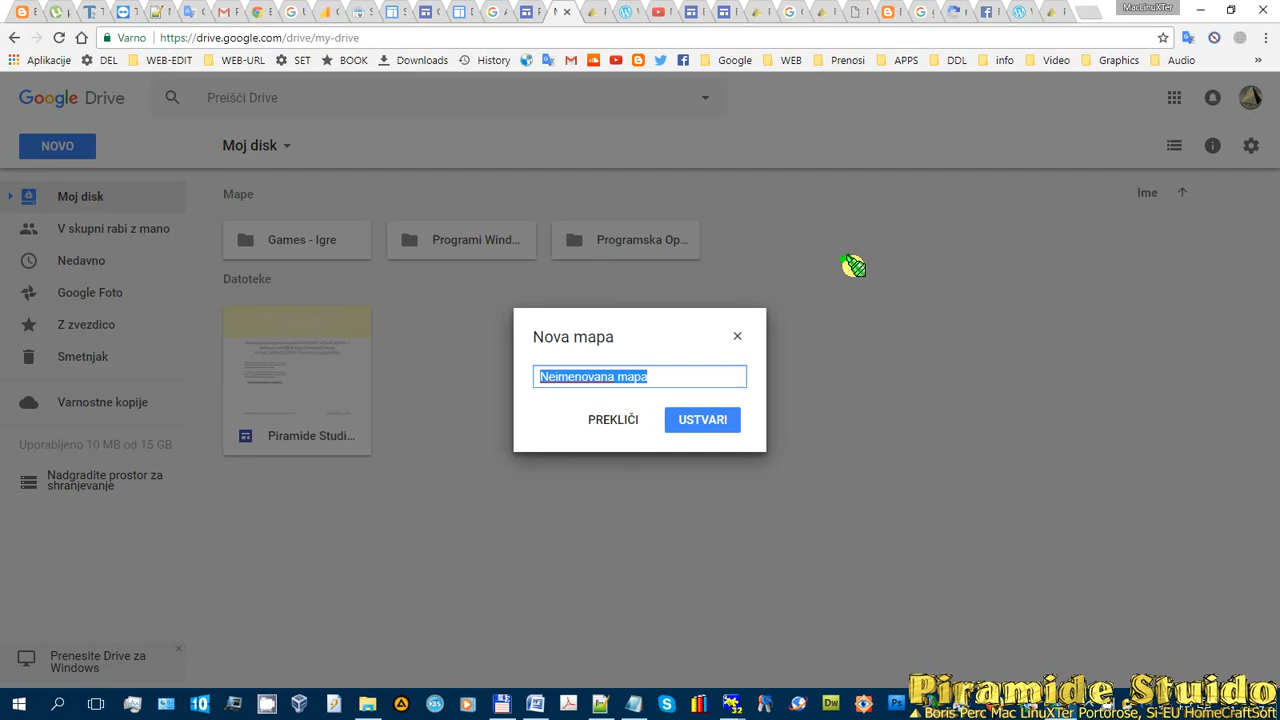 MacLinuXTer
Varno
https://drive.google.com/drive/my-drive
Aplikacije
DEL
WEB-EDIT
WEB-URL
SET
BOOK
Downloads
History
Google
WEB
Prenosi
APPS
DDL
info
Video
Graphics
Audio
»
Google Drive
Preišči Drive
NOVO
Moj disk
Moj disk
V skupni rabi z mano
Nedavno
Google Foto
Z zvezdico
Smetnjak
Varnostne kopije
Uporabljeno 10 MB od 15 GB
Nadgradite prostor za
shranjevanje
Prenesite Drive za
Windows
Mape
Ime
Games - Igre
Programi Wind...
Programska Op...
Datoteke
Piramide Studi...
Nova mapa
Neimenovana mapa
PREKLIČI
USTVARI
Piramide Stuido
▲ Boris Perc Mac LinuXTer Portorose, Si-EU HomeCraftSoft